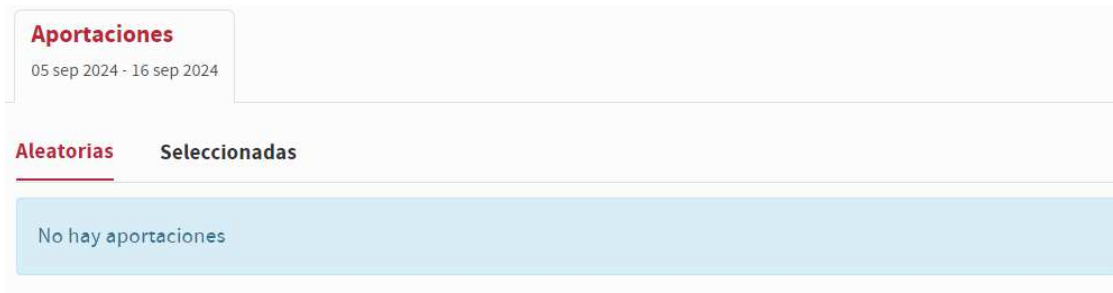 Aportaciones
05 sep 2024 - 16 sep 2024
Aleatorias Seleccionadas
No hay aportaciones